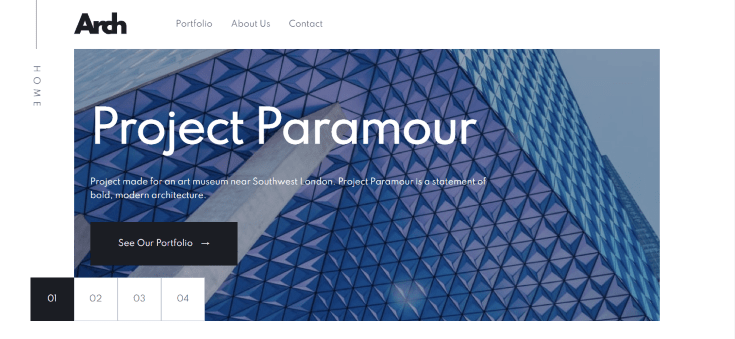 Arch
Portfolio About Us Contact
HOME
Project Paramour
Project made for an art museum near Southwest London. Project Paramour is a statement of
bold, modern architecture.
See Our Portfolio →
01 02 03 04